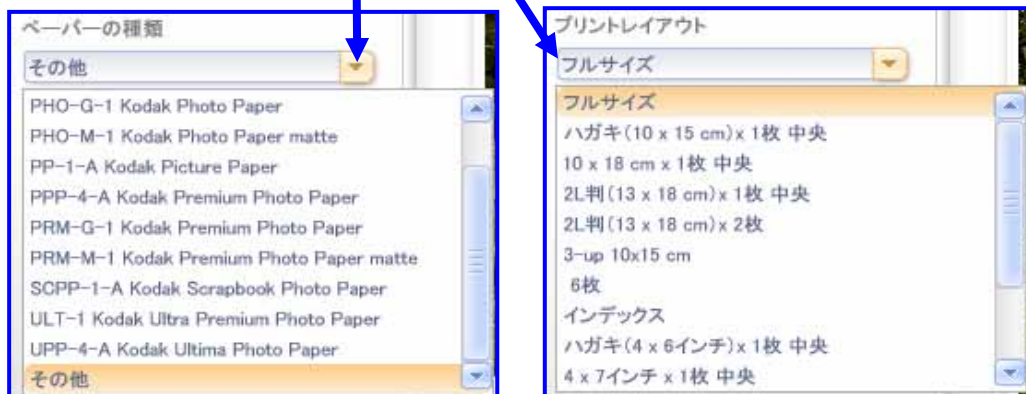 ペーパーの種類
その他
PHO-G-1 Kodak Photo Paper
PHO-M-1 Kodak Photo Paper matte
PP-1-A Kodak Picture Paper
PPP-4-A Kodak Premium Photo Paper
PRM-G-1 Kodak Premium Photo Paper
PRM-M-1 Kodak Premium Photo Paper matte
SCPP-1-A Kodak Scrapbook Photo Paper
ULT-1 Kodak Ultra Premium Photo Paper
UPP-4-A Kodak Ultima Photo Paper
その他
プリントレイアウト
フルサイズ
フルサイズ
ハガキ(10 x 15 cm)x 1枚 中央
10 x 18 cm x 1枚 中央
2L判(13 x 18 cm)x 1枚 中央
2L判(13 x 18 cm)x 2枚
3-up 10x15 cm
6枚
インデックス
ハガキ(4 x 6インチ)x 1枚 中央
4 x 7インチ x 1枚 中央